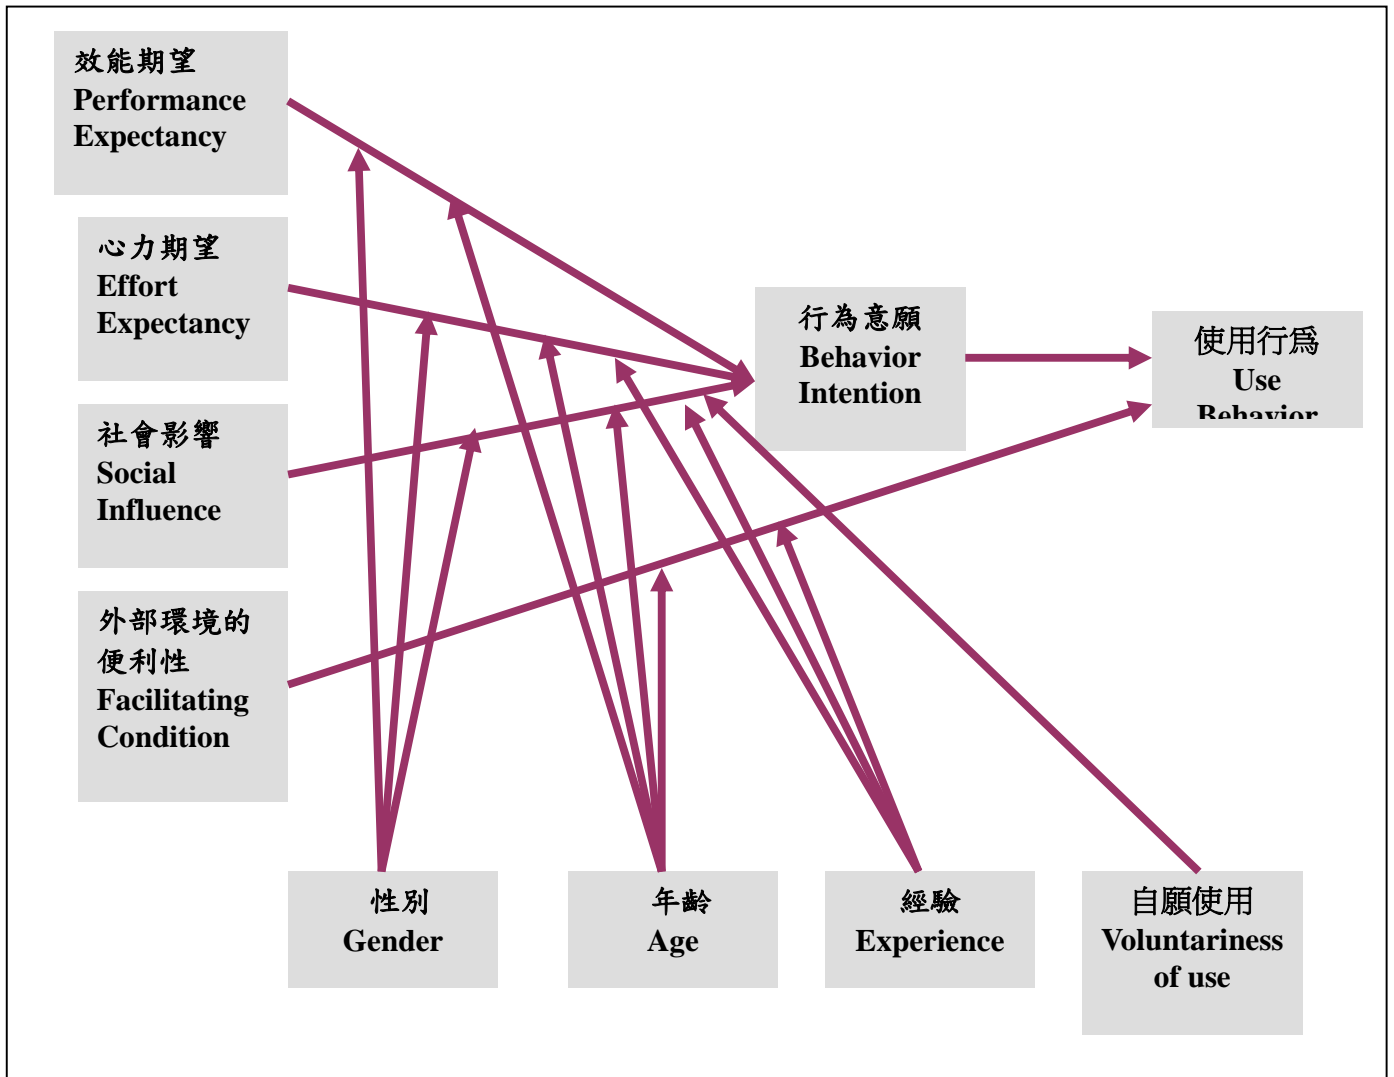 效能期望
Performance
Expectancy
心力期望
Effort
Expectancy
社會影響
Social
Influence
外部環境的
便利性
Facilitating
Condition
行為意願
Behavior
Intention
使用行爲
Use
Behavior
性別
Gender
年齡
Age
經驗
Experience
自願使用
Voluntariness
of use